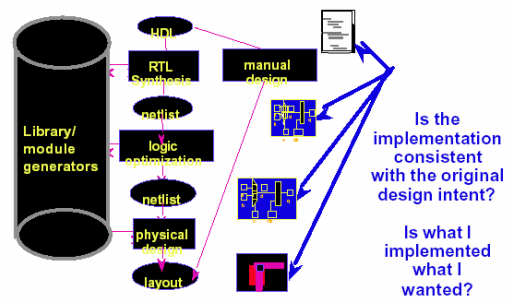 HDL
RTL
Synthesis
netlist
logic
optimization
netlist
physical
design
layout
manual
design
Library/
module
generators
Is the
implementation
consistent
with the original
design intent?
Is what I
implemented
what I
wanted?